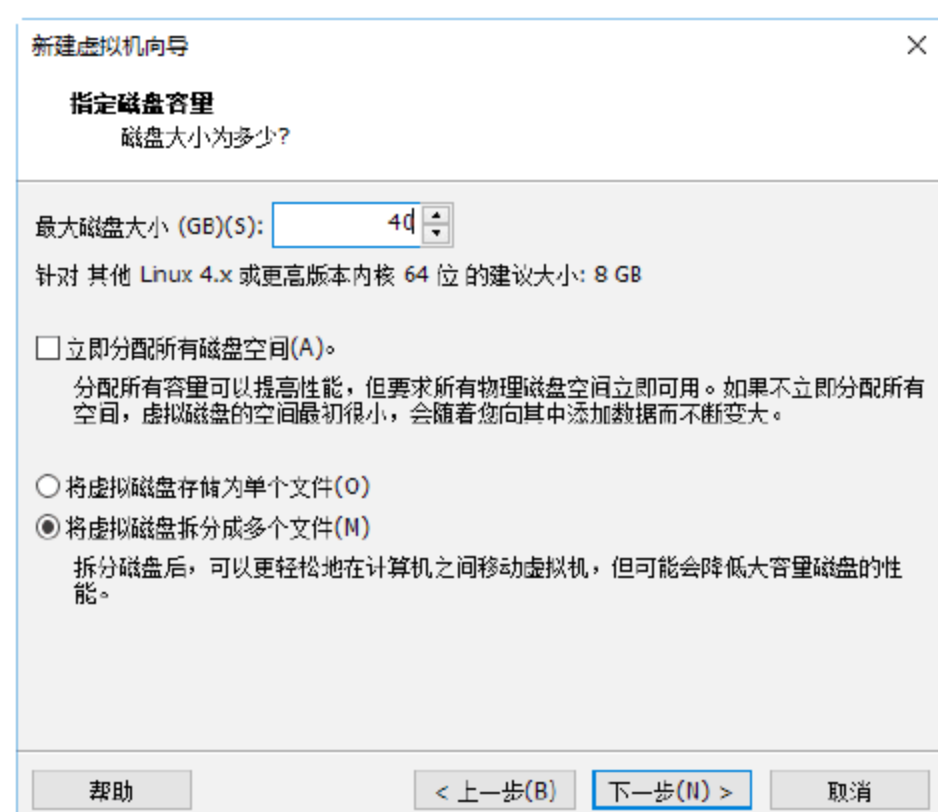 新建虚拟机向导
指定磁盘容量
磁盘大小为多少?
最大磁盘大小 (GB)(S): 40
针对 其他 Linux 4.x 或更高版本内核 64 位 的建议大小: 8 GB
立即分配所有磁盘空间(A)。
分配所有容量可以提高性能，但要求所有物理磁盘空间立即可用。如果不立即分配所有
空间，虚拟磁盘的空间最初很小，会随着您向其中添加数据而不断变大。
将虚拟磁盘存储为单个文件(O)
将虚拟磁盘拆分成多个文件(M)
拆分磁盘后，可以更轻松地在计算机之间移动虚拟机，但可能会降低大容量磁盘的性
能。
帮助 < 上一步(B) 下一步(N) > 取消